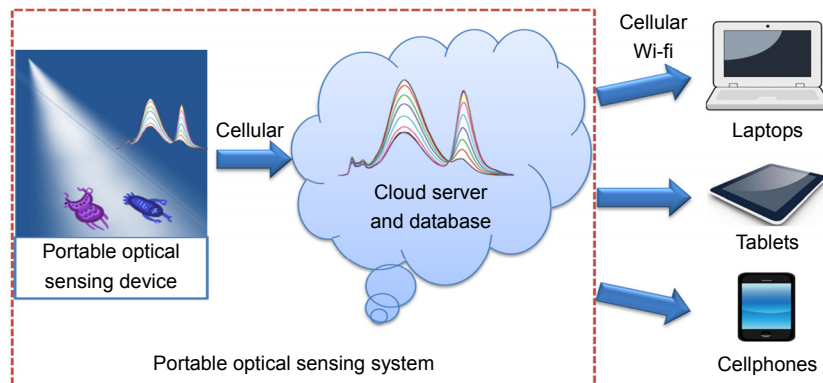 Portable optical
sensing device
Cellular
Cloud server
and database
Portable optical sensing system
Cellular
Wi-fi
Laptops
Tablets
Cellphones